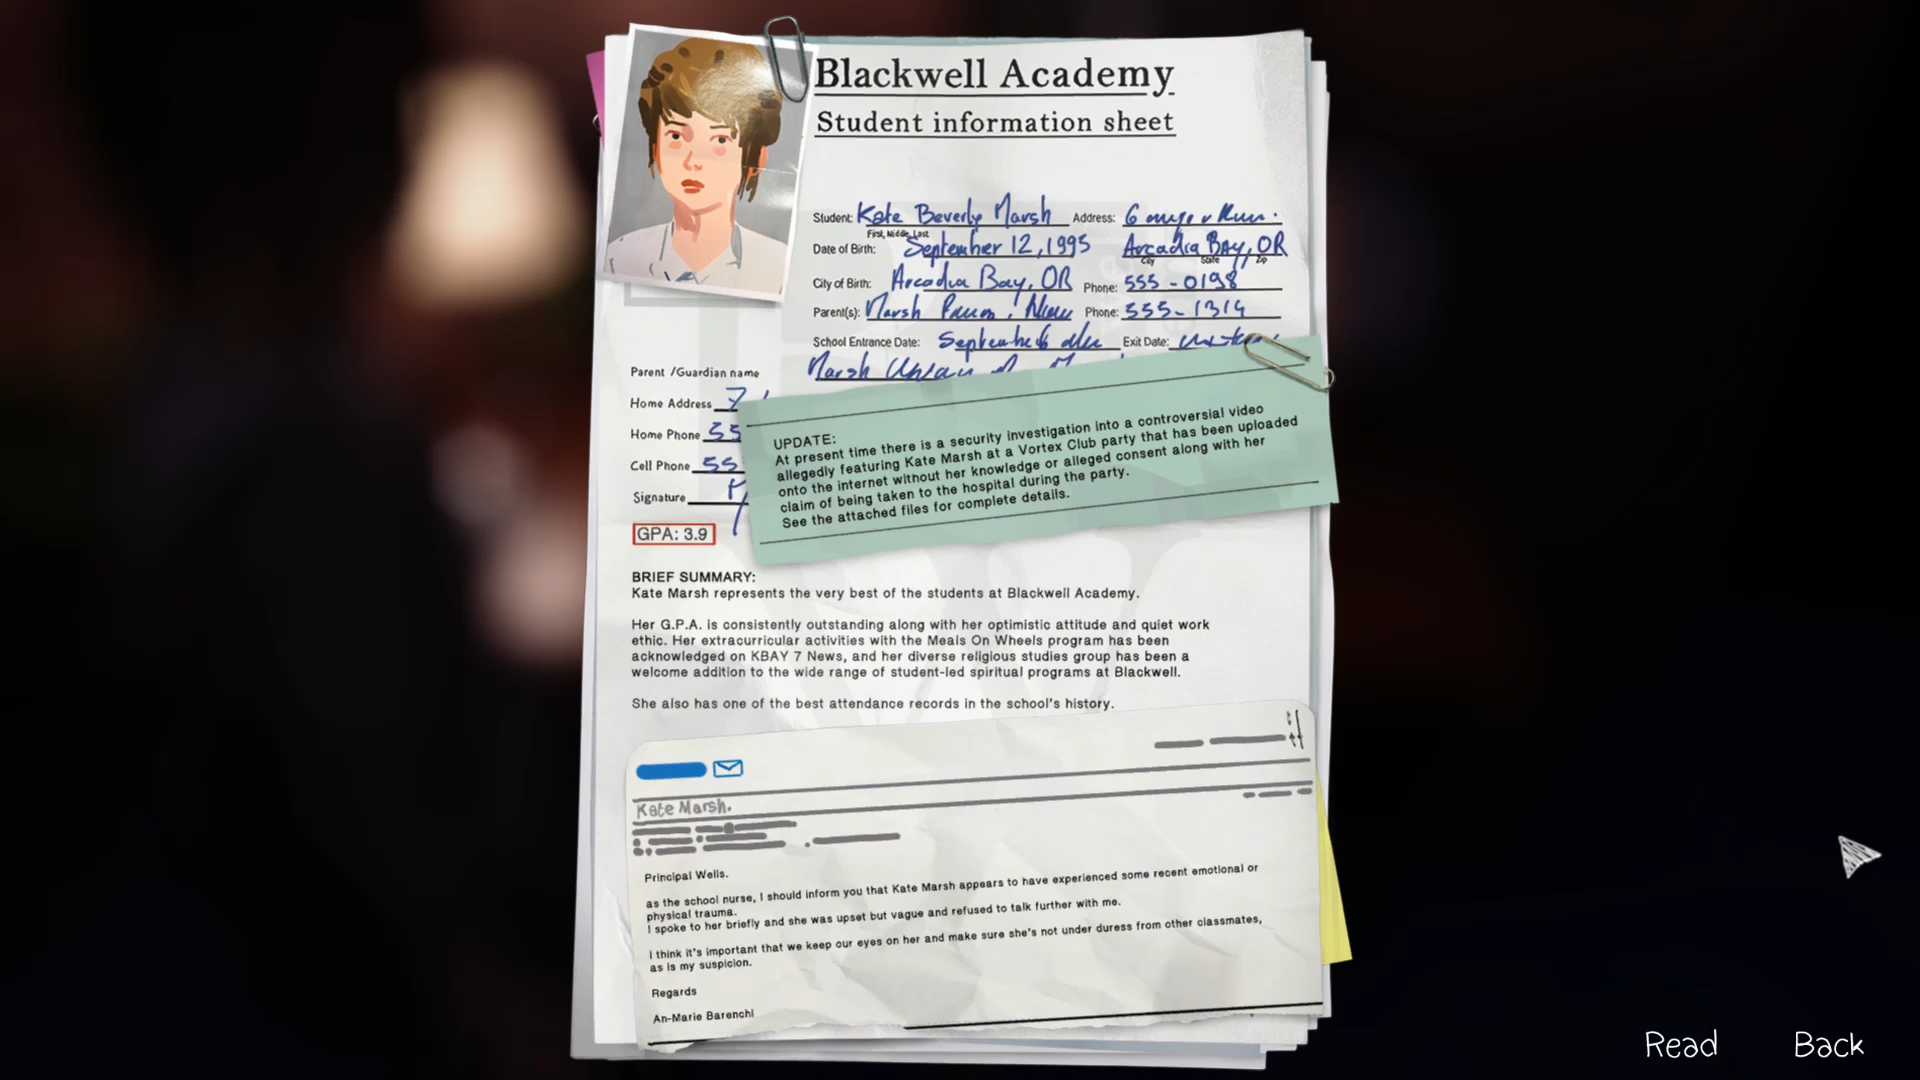 Blackwell Academy
Student information sheet
Student: Kate Beverly Marsh Address:
First, Middle, Last
Date of Birth: September 12, 1995 Arcadia Bay, OR
City State Zip
City of Birth: Arcadia Bay, OR Phone: 555-0198
Parent(s): Marsh Phone: 555-1314
School Entrance Date: Exit Date:
Parent /Guardian name Marsh
Home Address 7
Home Phone 55
Cell Phone 55
Signature
GPA: 3.9
UPDATE:
At present time there is a security investigation into a controversial video
allegedly featuring Kate Marsh at a Vortex Club party that has been uploaded
onto the internet without her knowledge or alleged consent along with her
claim of being taken to the hospital during the party.
See the attached files for complete details.
BRIEF SUMMARY:
Kate Marsh represents the very best of the students at Blackwell Academy.
Her G.P.A. is consistently outstanding along with her optimistic attitude and quiet work
ethic. Her extracurricular activities with the Meals On Wheels program has been
acknowledged on KBAY 7 News, and her diverse religious studies group has been a
welcome addition to the wide range of student-led spiritual programs at Blackwell.
She also has one of the best attendance records in the school's history.
Kate Marsh.
Principal Wells.
as the school nurse, I should inform you that Kate Marsh appears to have experienced some recent emotional or
physical trauma.
I spoke to her briefly and she was upset but vague and refused to talk further with me.
I think it's important that we keep our eyes on her and make sure she's not under duress from other classmates,
as is my suspicion.
Regards
An-Marie Barenchi
Read Back